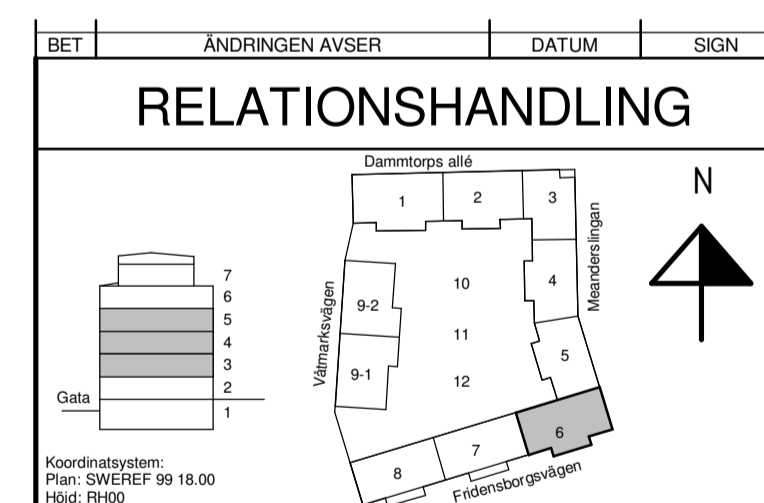 BET ÄNDRINGEN AVSER DATUM SIGN
RELATIONSHANDLING
Dammtorps allé
N
1 2 3
Meanderslingan
4
5
6
7
8
9-1
9-2
Våtmarksvägen
10
11
12
Fridensborgsvägen
7
6
5
4
3
2
Gata
1
Koordinatsystem:
Plan: SWEREF 99 18.00
Höjd: RH00